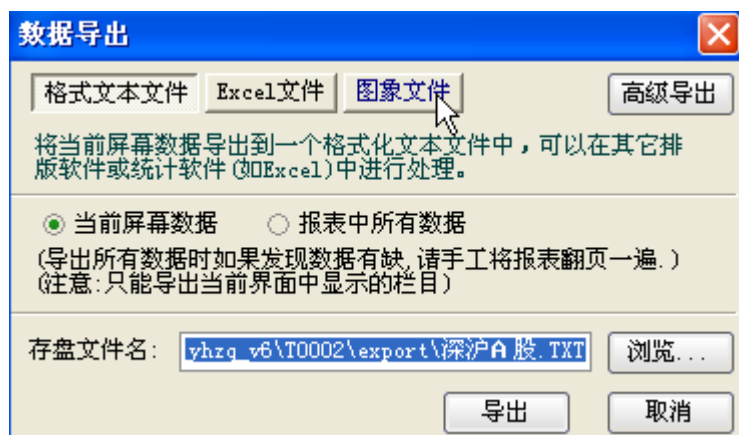 数据导出
格式文本文件 Excel文件 图象文件 高级导出
将当前屏幕数据导出到一个格式化文本文件中，可以在其它排
版软件或统计软件(如Excel)中进行处理。
当前屏幕数据 报表中所有数据
(导出所有数据时如果发现数据有缺,请手工将报表翻页一遍.)
(注意:只能导出当前界面中显示的栏目)
存盘文件名: yhzq_v6\T0002\export\深沪A股.TXT 浏览...
导出 取消